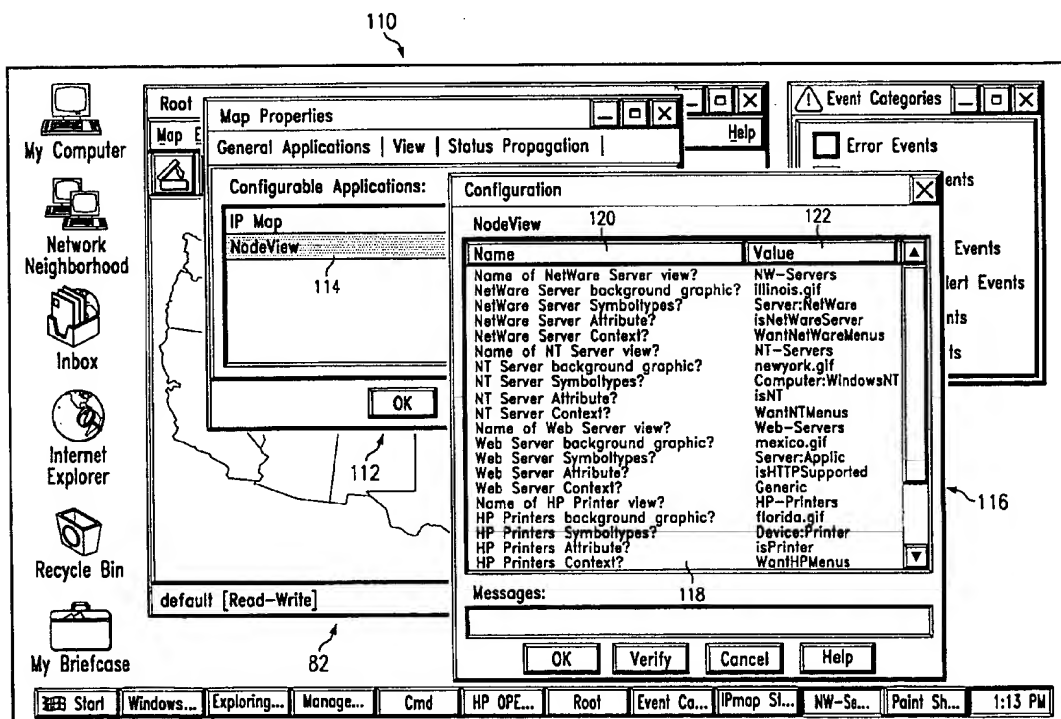 110
My Computer
Network
Neighborhood
Inbox
Internet
Explorer
Recycle Bin
My Briefcase
Root
Map
Help
default [Read-Write]
82
Map Properties
General Applications | View | Status Propagation |
Configurable Applications:
IP Map
NodeView
114
OK
112
Event Categories
Error Events
ents
Events
lert Events
nts
ts
Configuration
NodeView
120
122
Name Value
Name of NetWare Server view? NW-Servers
NetWare Server background graphic? illinois.gif
NetWare Server Symboltypes? Server:NetWare
NetWare Server Attribute? isNetWareServer
NetWare Server Context? WantNetWareMenus
Name of NT Server view? NT-Servers
NT Server background graphic? newyork.gif
NT Server Symboltypes? Computer:WindowsNT
NT Server Attribute? isNT
NT Server Context? WantNTMenus
Name of Web Server view? Web-Servers
Web Server background graphic? mexico.gif
Web Server Symboltypes? Server:Applic
Web Server Attribute? isHTTPSupported
Web Server Context? Generic
Name of HP Printer view? HP-Printers
HP Printers background graphic? florida.gif
HP Printers Symboltypes? Device:Printer
HP Printers Attribute? isPrinter
HP Printers Context? WantHPMenus
116
118
Messages:
OK Verify Cancel Help
Start Windows... Exploring... Manage... Cmd HP OPE... Root Event Ca... IPmap Sl... NW-Se... Paint Sh... 1:13 PM